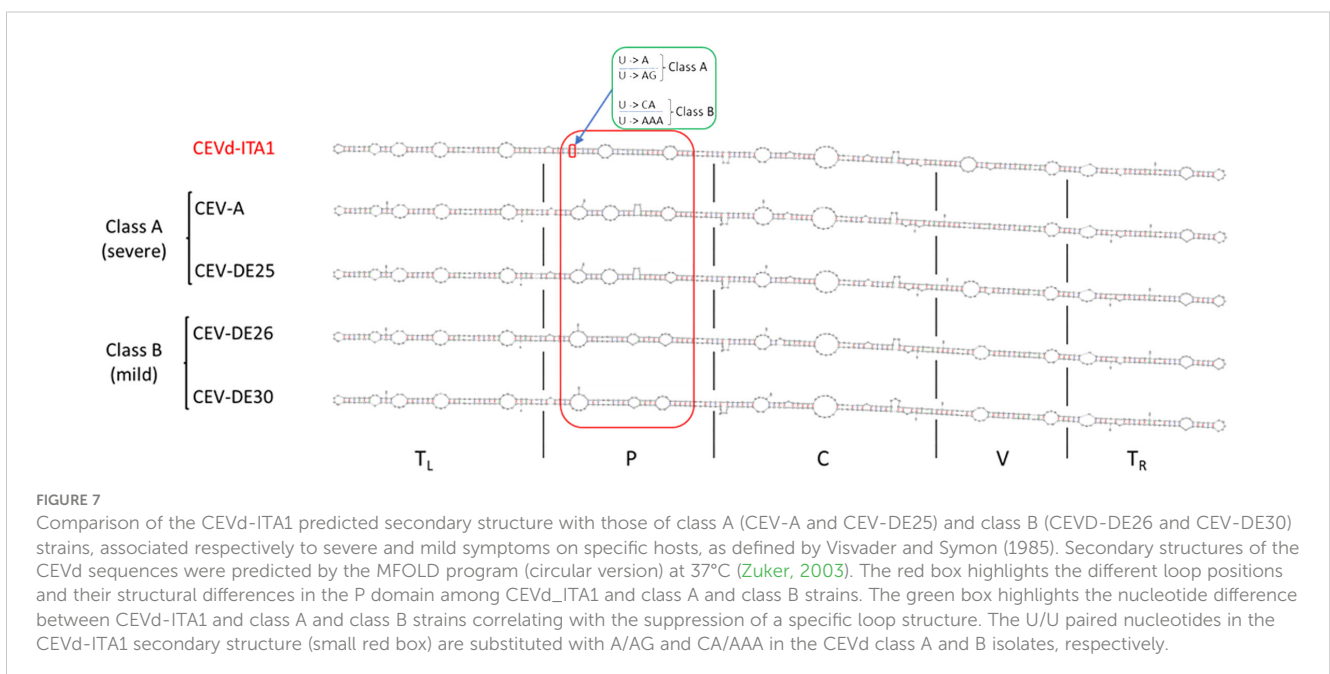 U -> A
U -> AG
Class A
U -> CA
U -> AAA
Class B
CEVd-ITA1
CEV-A
Class A
(severe)
CEV-DE25
CEV-DE26
Class B
(mild)
CEV-DE30
TL
P
C
V
TR
FIGURE 7
Comparison of the CEVd-ITA1 predicted secondary structure with those of class A (CEV-A and CEV-DE25) and class B (CEVD-DE26 and CEV-DE30)
strains, associated respectively to severe and mild symptoms on specific hosts, as defined by Visvader and Symon (1985). Secondary structures of the
CEVd sequences were predicted by the MFOLD program (circular version) at 37°C (Zuker, 2003). The red box highlights the different loop positions
and their structural differences in the P domain among CEVd_ITA1 and class A and class B strains. The green box highlights the nucleotide difference
between CEVd-ITA1 and class A and class B strains correlating with the suppression of a specific loop structure. The U/U paired nucleotides in the
CEVd-ITA1 secondary structure (small red box) are substituted with A/AG and CA/AAA in the CEVd class A and B isolates, respectively.